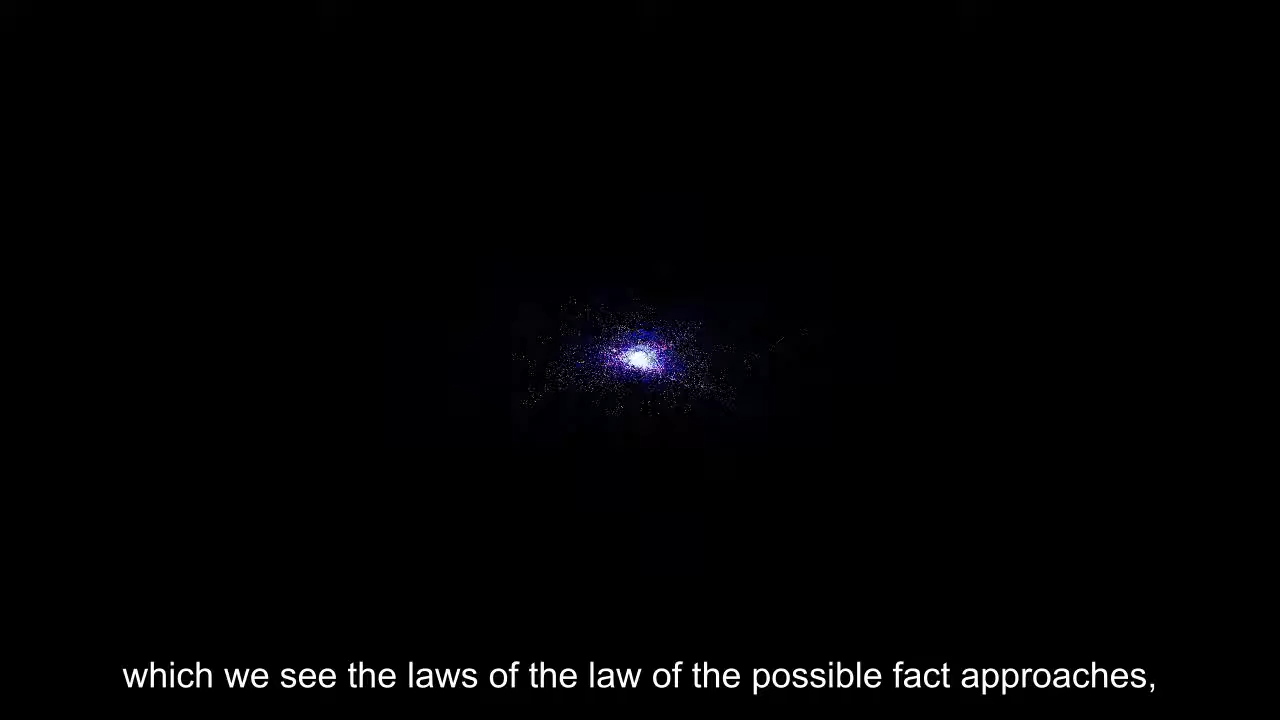 which we see the laws of the law of the possible fact approaches,